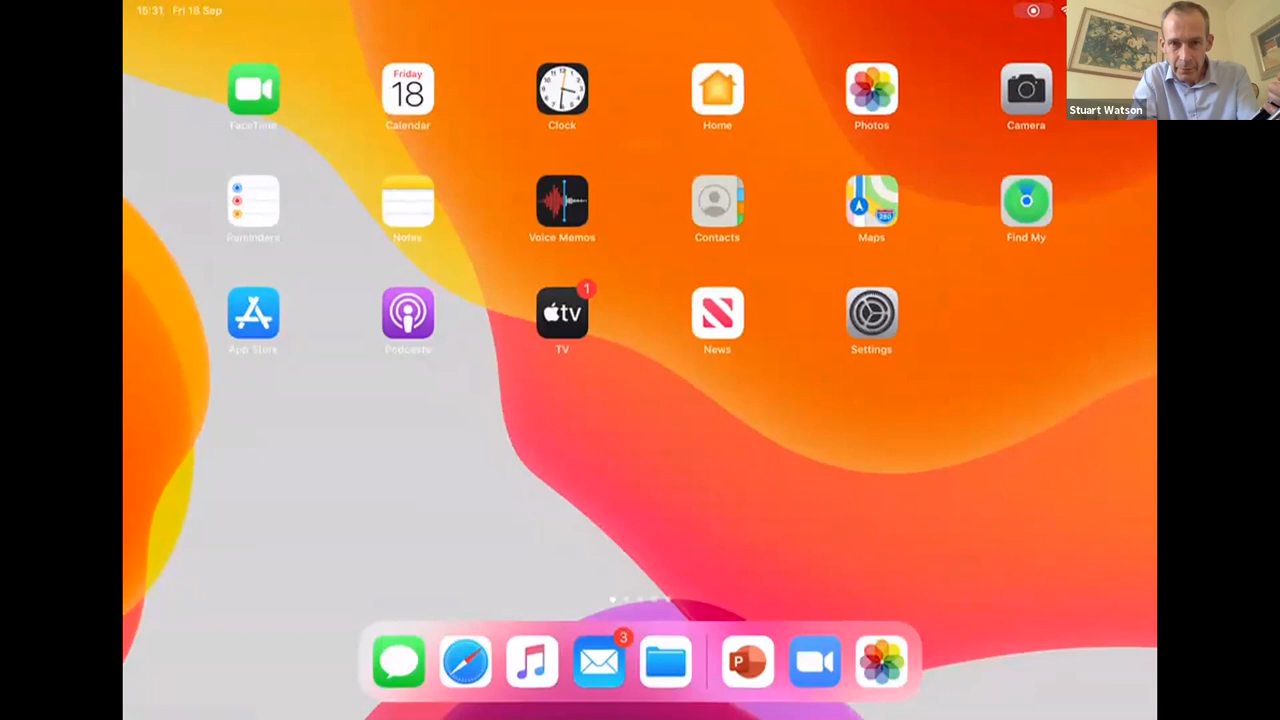 15:31 Fri 18 Sep
Stuart Watson
Friday
18
FaceTime
Calendar
Clock
Home
Photos
Camera
280
Reminders
Notes
Voice Memos
Contacts
Maps
Find My
tv
1
App Store
Podcasts
TV
News
Settings
3
P